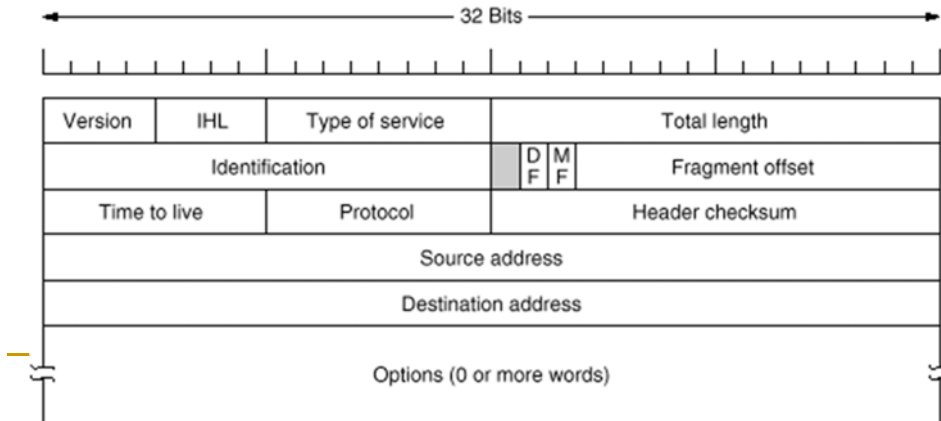 32 Bits
Version IHL Type of service Total length
Identification D F M F Fragment offset
Time to live Protocol Header checksum
Source address
Destination address
Options (0 or more words)